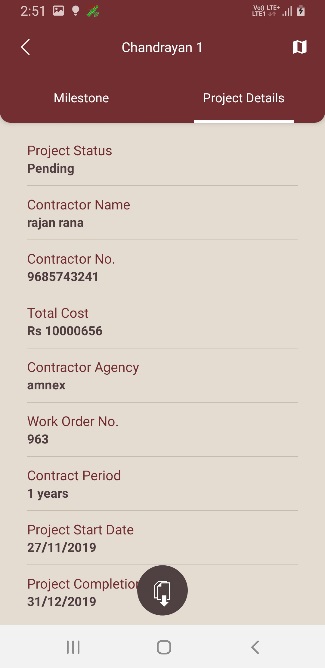 2:51
Vo)) LTE+
LTE1
Chandrayan 1
Milestone
Project Details
Project Status
Pending
Contractor Name
rajan rana
Contractor No.
9685743241
Total Cost
Rs 10000656
Contractor Agency
amnex
Work Order No.
963
Contract Period
1 years
Project Start Date
27/11/2019
Project Completion
31/12/2019